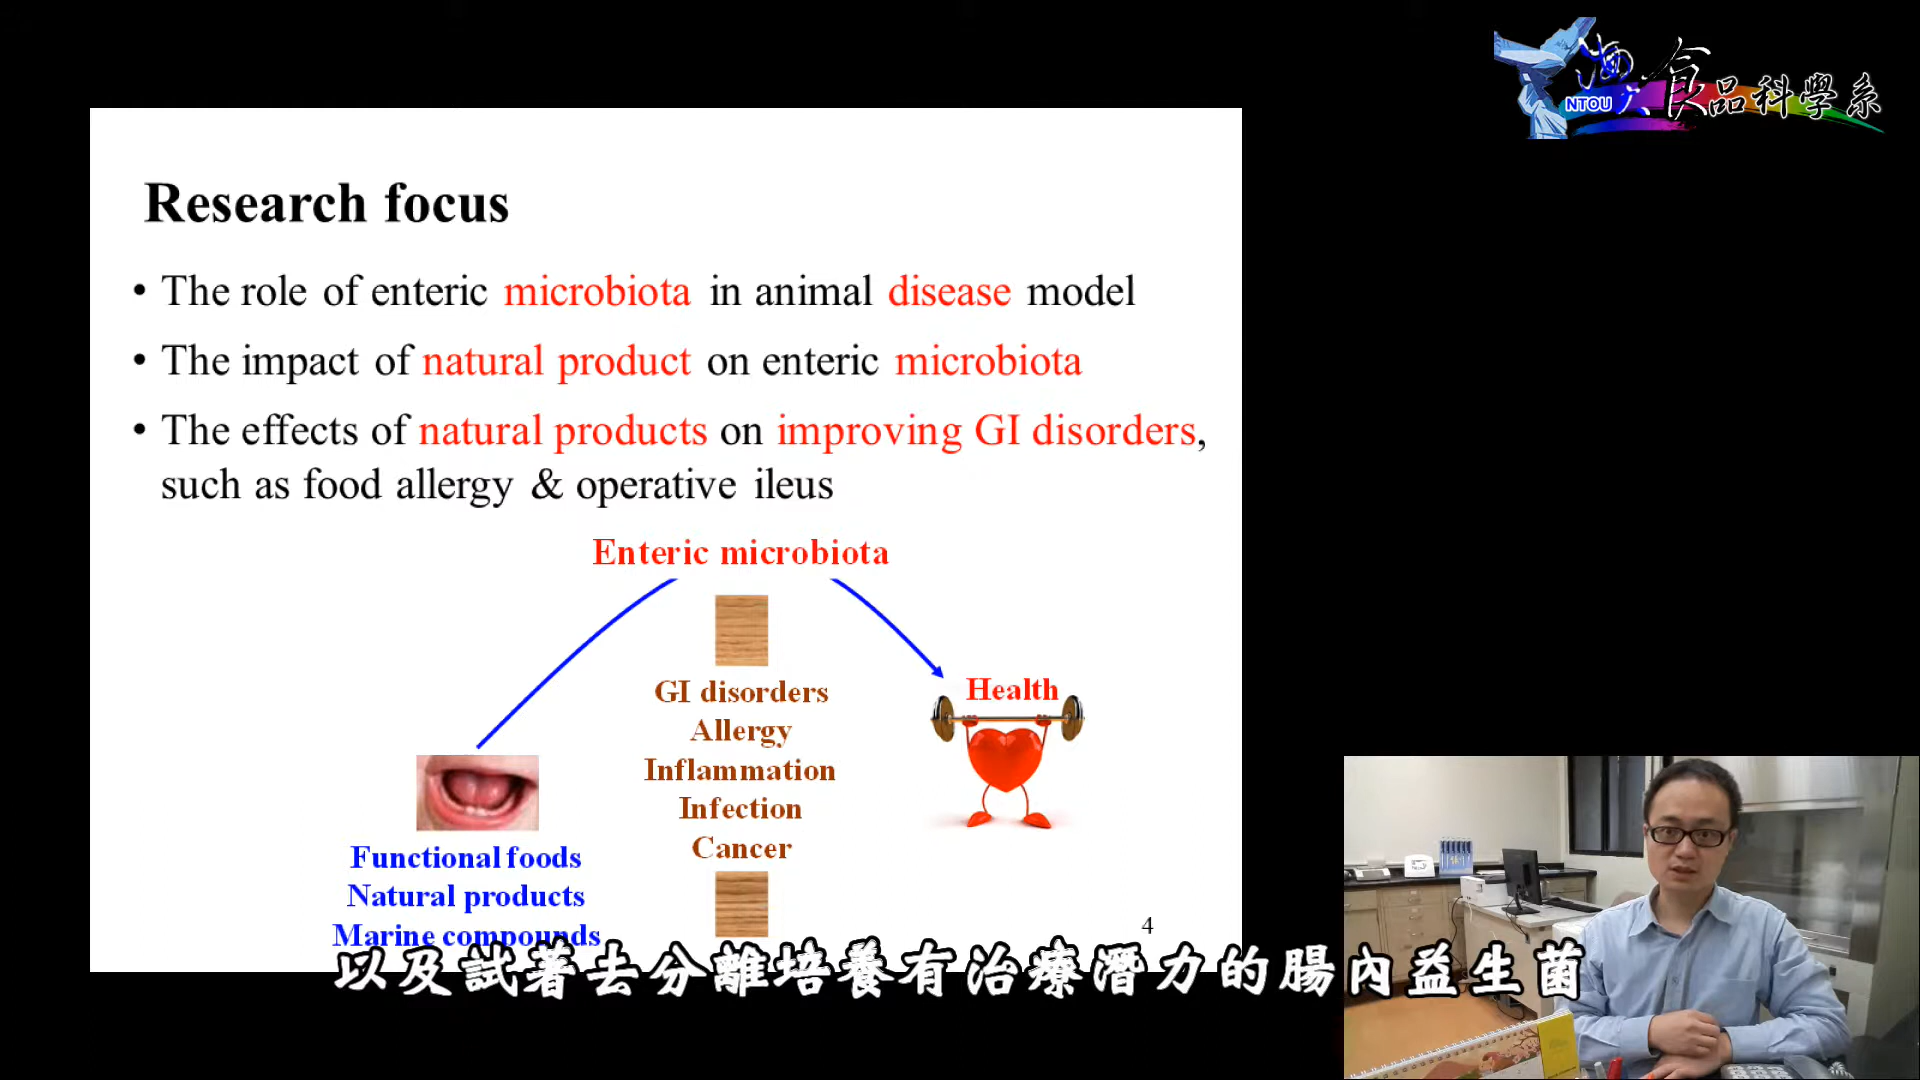 海大食品科學系
NTOU
Research focus
• The role of enteric microbiota in animal disease model
• The impact of natural product on enteric microbiota
• The effects of natural products on improving GI disorders,
such as food allergy & operative ileus
Enteric microbiota
GI disorders
Allergy
Inflammation
Infection
Cancer
Health
Functional foods
Natural products
Marine compounds
4
以及試著去分離培養有治療潛力的腸內益生菌